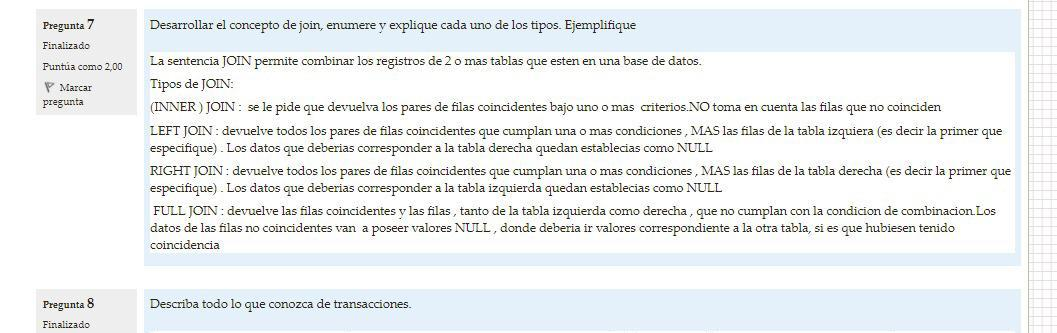 Pregunta 7
Finalizado
Puntúa como 2,00
Marcar
pregunta
Desarrollar el concepto de join, enumere y explique cada uno de los tipos. Ejemplifique
La sentencia JOIN permite combinar los registros de 2 o mas tablas que esten en una base de datos.
Tipos de JOIN:
(INNER ) JOIN : se le pide que devuelva los pares de filas coincidentes bajo uno o mas criterios.NO toma en cuenta las filas que no coinciden
LEFT JOIN : devuelve todos los pares de filas coincidentes que cumplan una o mas condiciones , MAS las filas de la tabla izquiera (es decir la primer que
especifique) . Los datos que deberias corresponder a la tabla derecha quedan establecias como NULL
RIGHT JOIN : devuelve todos los pares de filas coincidentes que cumplan una o mas condiciones , MAS las filas de la tabla derecha (es decir la primer que
especifique) . Los datos que deberias corresponder a la tabla izquierda quedan establecias como NULL
FULL JOIN : devuelve las filas coincidentes y las filas , tanto de la tabla izquierda como derecha , que no cumplan con la condicion de combinacion.Los
datos de las filas no coincidentes van a poseer valores NULL , donde deberia ir valores correspondiente a la otra tabla, si es que hubiesen tenido
coincidencia
Pregunta 8
Finalizado
Describa todo lo que conozca de transacciones.